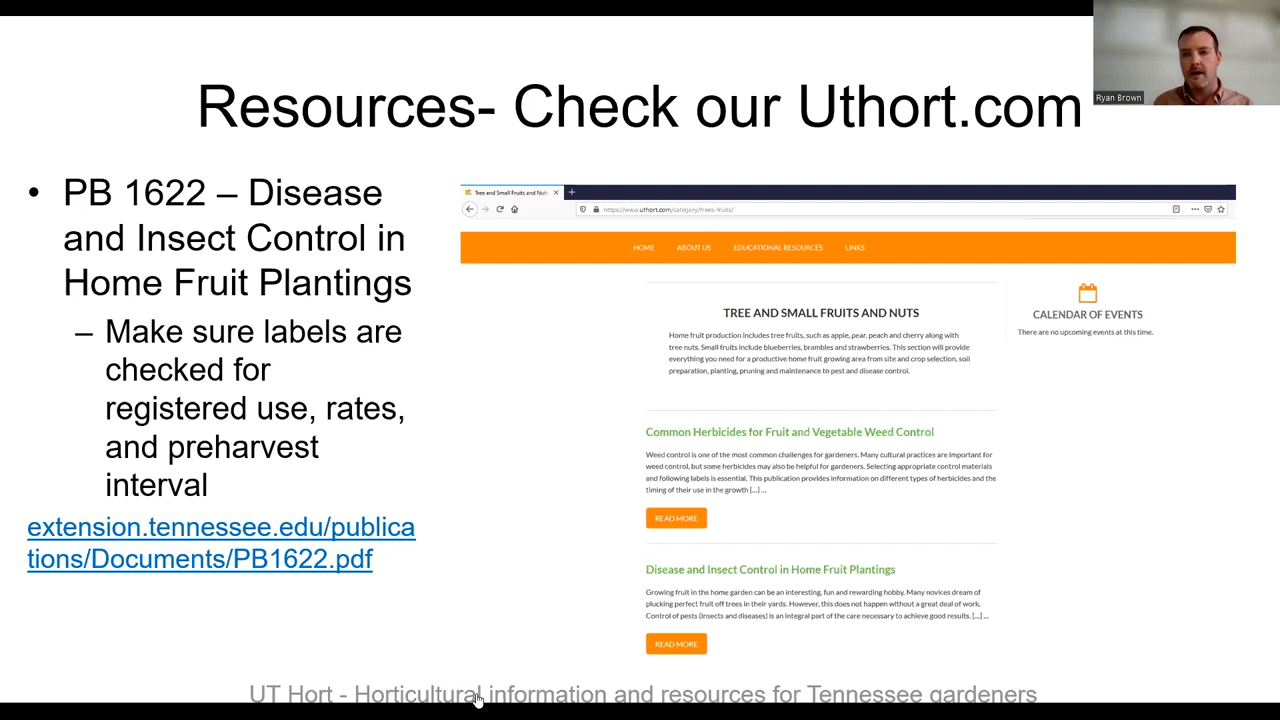 Resources- Check our Uthort.com
Ryan Brown
• PB 1622 – Disease
and Insect Control in
Home Fruit Plantings
– Make sure labels are
checked for
registered use, rates,
and preharvest
interval
extension.tennessee.edu/publica
tions/Documents/PB1622.pdf
Tree and Small Fruits and Nuts
https://www.uthort.com/category/trees-fruits/
HOME ABOUT US EDUCATIONAL RESOURCES LINKS
TREE AND SMALL FRUITS AND NUTS
Home fruit production includes tree fruits, such as apple, pear, peach and cherry along with
tree nuts. Small fruits include blueberries, brambles and strawberries. This section will provide
everything you need for a productive home fruit growing area from site and crop selection, soil
preparation, planting, pruning and maintenance to pest and disease control.
CALENDAR OF EVENTS
There are no upcoming events at this time.
Common Herbicides for Fruit and Vegetable Weed Control
Weed control is one of the most common challenges for gardeners. Many cultural practices are important for
weed control, but some herbicides may also be helpful for gardeners. Selecting appropriate control materials
and following labels is essential. This publication provides information on different types of herbicides and the
timing of their use in the growth [...] ...
READ MORE
Disease and Insect Control in Home Fruit Plantings
Growing fruit in the home garden can be an interesting, fun and rewarding hobby. Many novices dream of
plucking perfect fruit off trees in their yards. However, this does not happen without a great deal of work.
Control of pests (insects and diseases) is an integral part of the care necessary to achieve good results. [...] ...
READ MORE
UT Hort - Horticultural information and resources for Tennessee gardeners